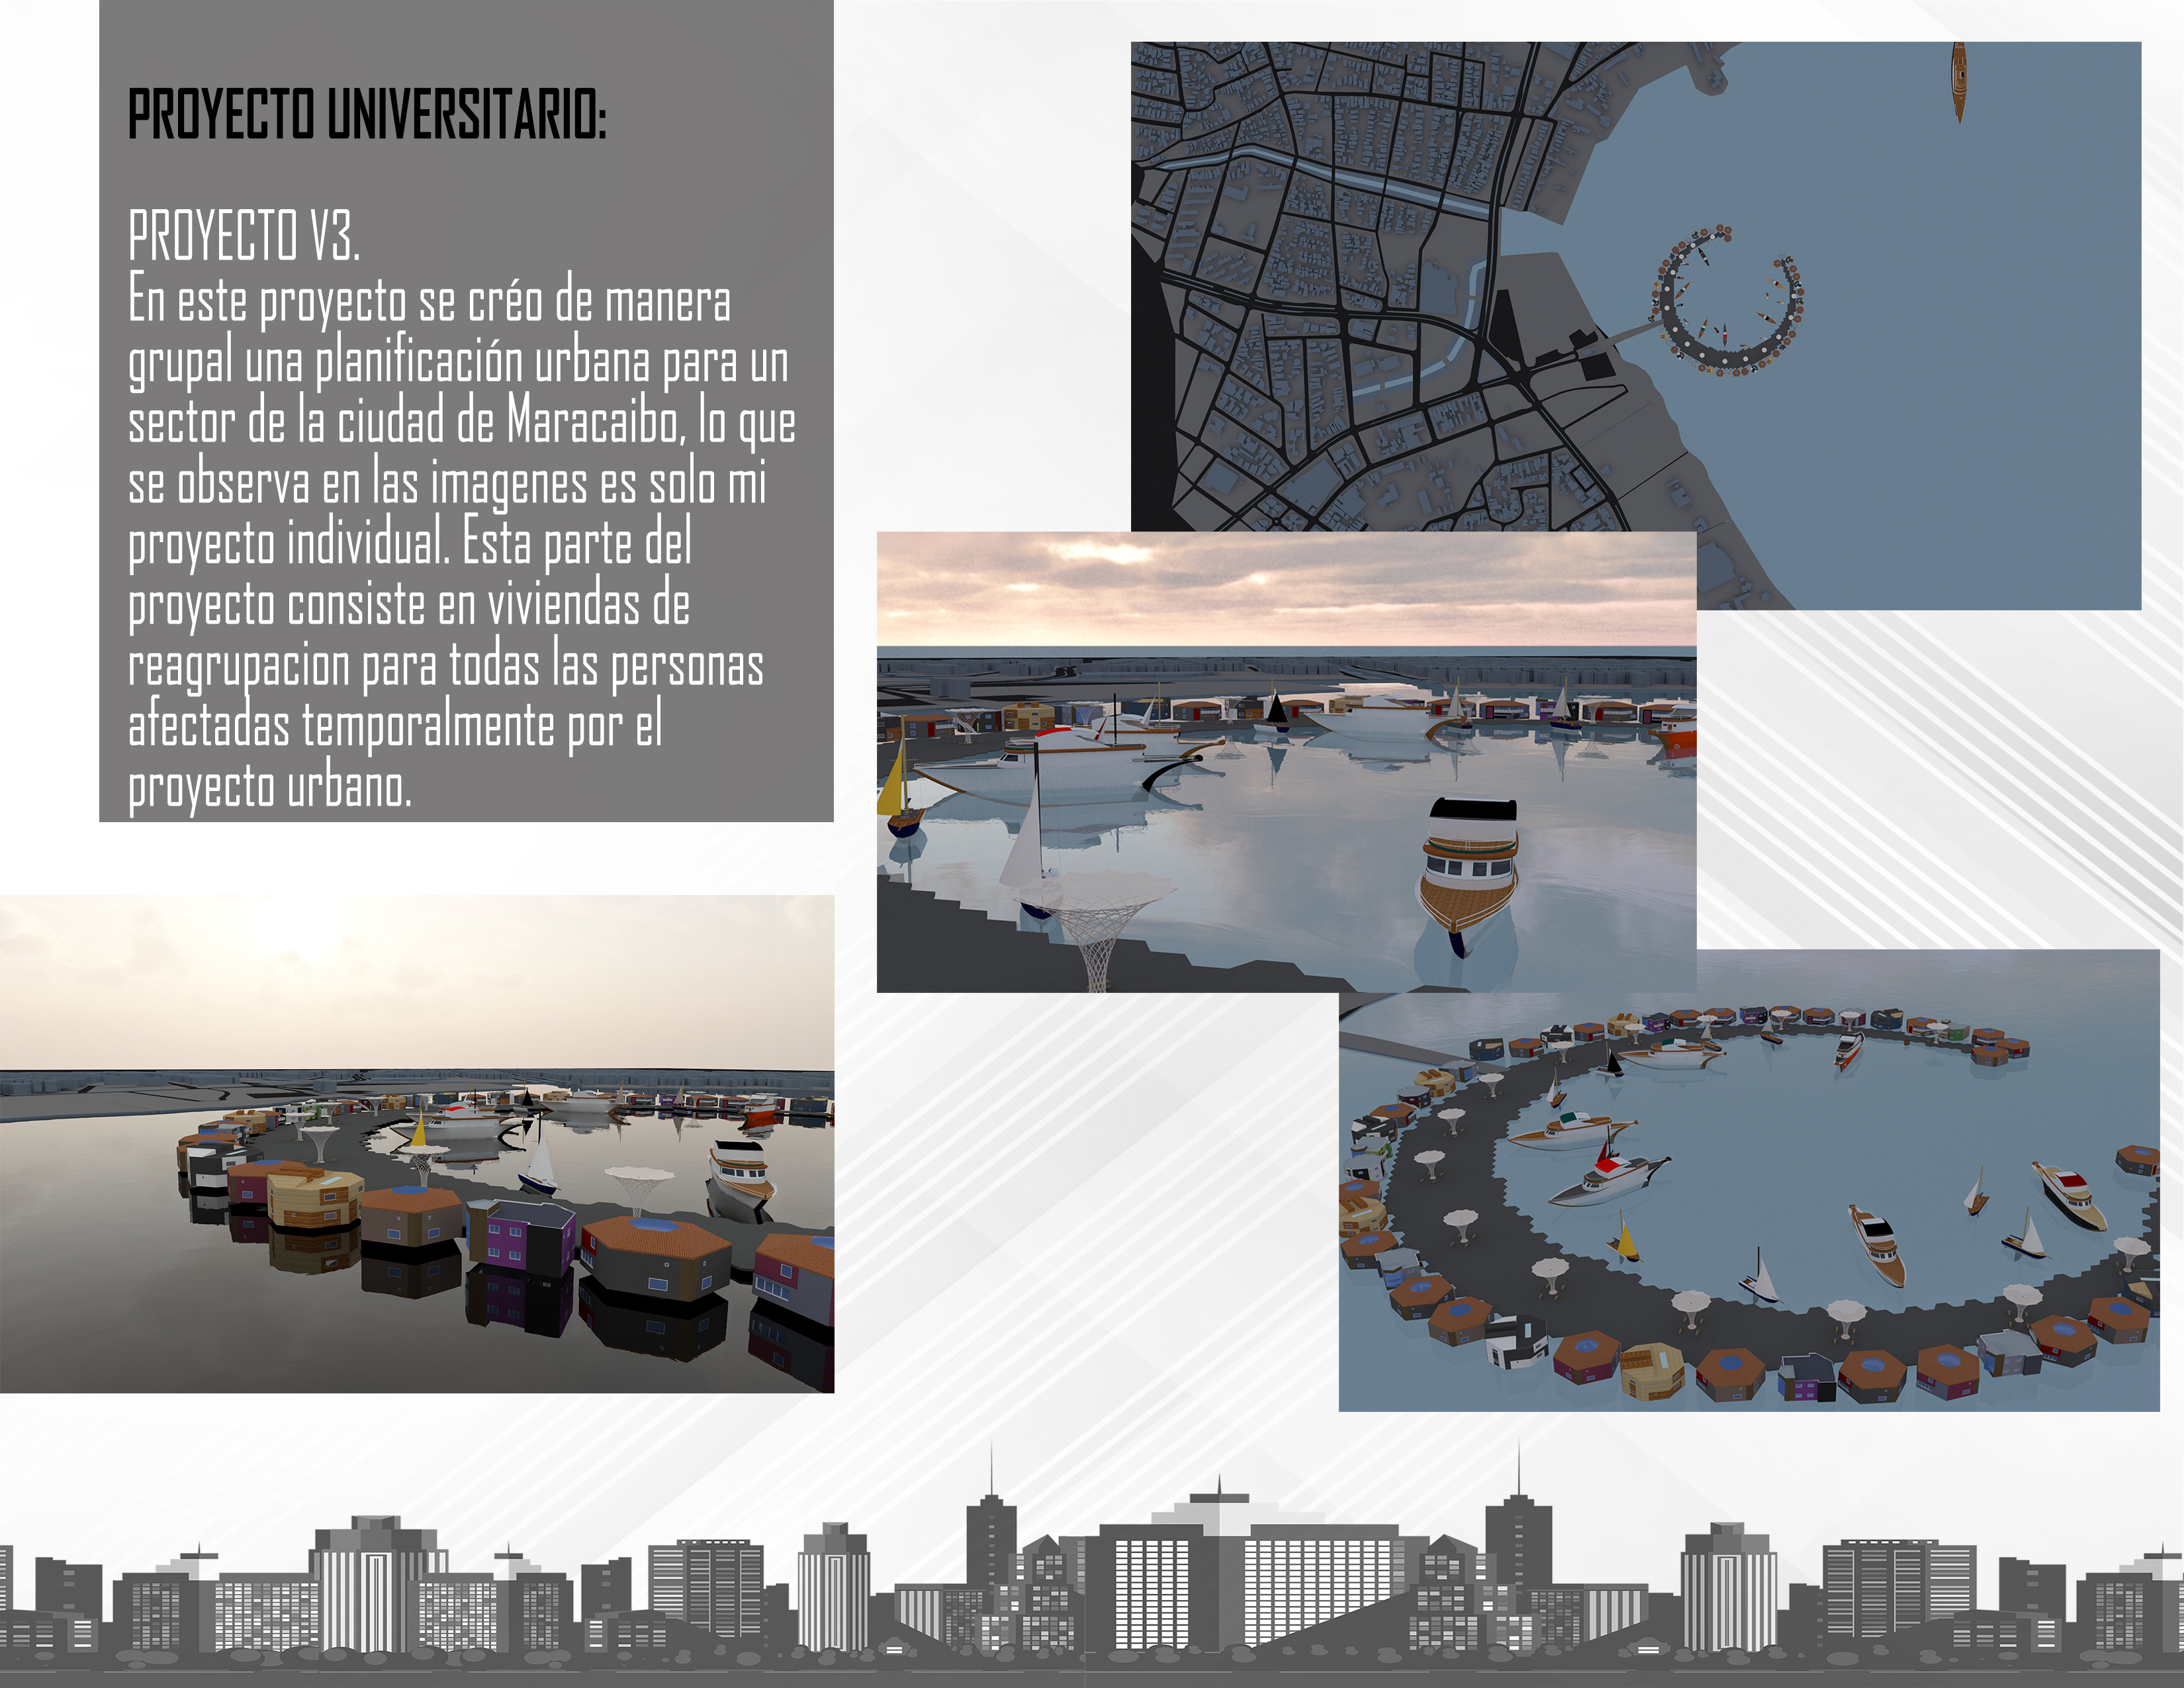 PROYECTO UNIVERSITARIO:
PROYECTO V3.
En este proyecto se créo de manera
grupal una planificación urbana para un
sector de la ciudad de Maracaibo, lo que
se observa en las imagenes es solo mi
proyecto individual. Esta parte del
proyecto consiste en viviendas de
reagrupacion para todas las personas
afectadas temporalmente por el
proyecto urbano.